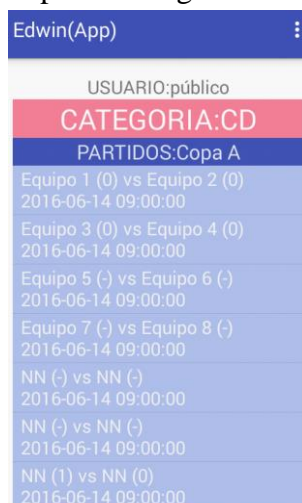 Edwin(App)
USUARIO:público
CATEGORIA:CD
PARTIDOS:Copa A
Equipo 1 (0) vs Equipo 2 (0)
2016-06-14 09:00:00
Equipo 3 (0) vs Equipo 4 (0)
2016-06-14 09:00:00
Equipo 5 (-) vs Equipo 6 (-)
2016-06-14 09:00:00
Equipo 7 (-) vs Equipo 8 (-)
2016-06-14 09:00:00
NN (-) vs NN (-)
2016-06-14 09:00:00
NN (-) vs NN (-)
2016-06-14 09:00:00
NN (1) vs NN (0)
2016-06-14 09:00:00